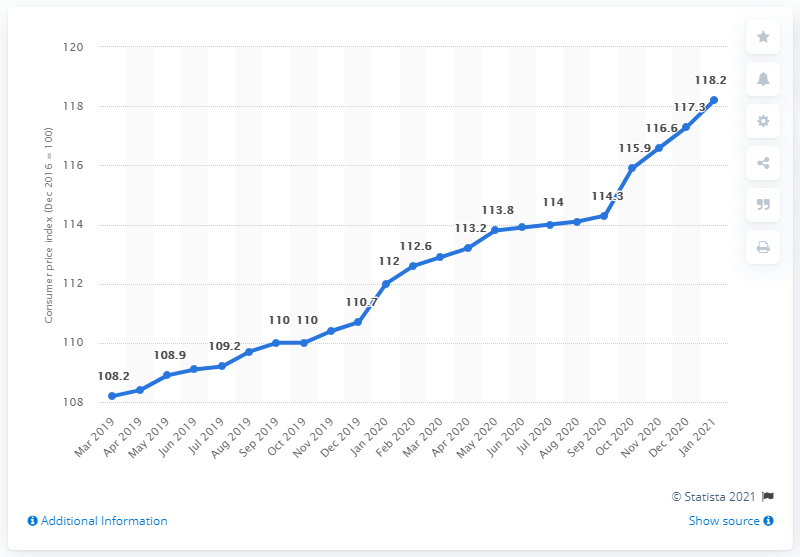 120
118
116
114
112
110
108
Consumer price index (Dec 2016 = 100)
108.2
108.9
109.2
110
110
110.7
112
112.6
113.2
113.8
114
114.3
115.9
116.6
117.3
118.2
Mar 2019
Apr 2019
May 2019
Jun 2019
Jul 2019
Aug 2019
Sep 2019
Oct 2019
Nov 2019
Dec 2019
Jan 2020
Feb 2020
Mar 2020
Apr 2020
May 2020
Jun 2020
Jul 2020
Aug 2020
Sep 2020
Oct 2020
Nov 2020
Dec 2020
Jan 2021
© Statista 2021
Additional Information
Show source